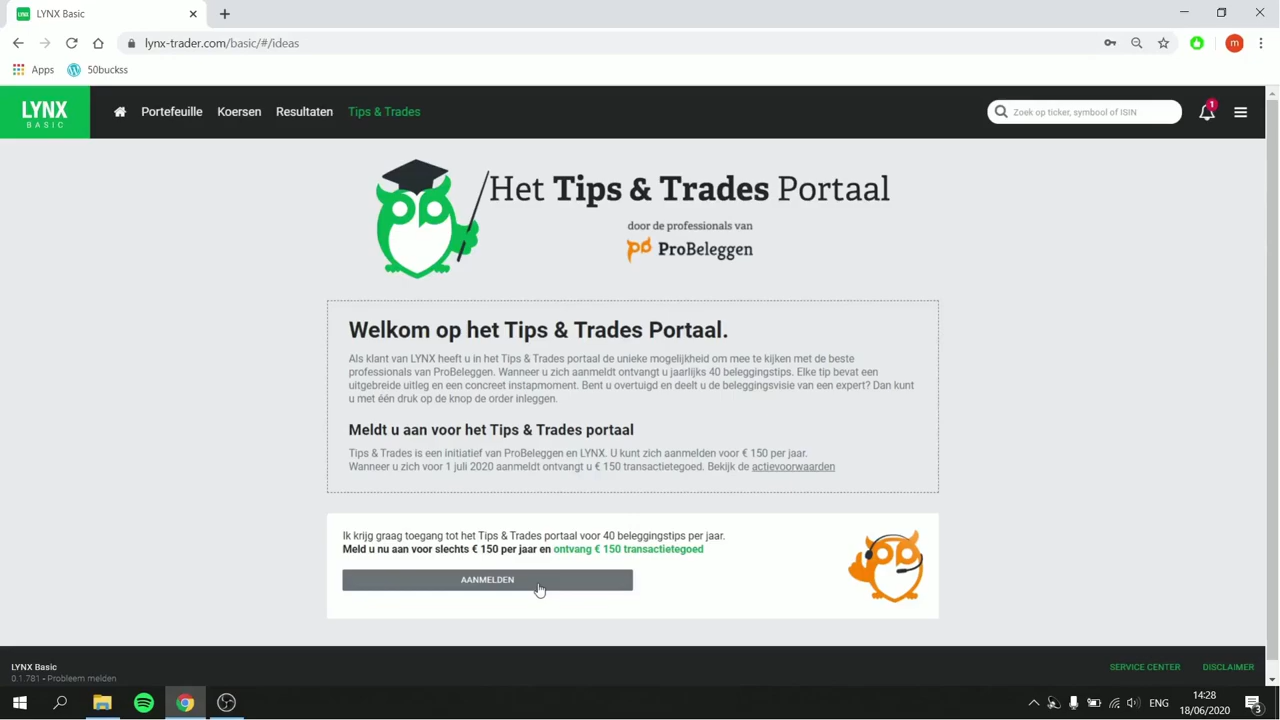 LYNX Basic
lynx-trader.com/basic/#/ideas
m
Apps
50buckss
LYNX
BASIC
Portefeuille
Koersen
Resultaten
Tips & Trades
Zoek op ticker, symbool of ISIN
1
Het Tips & Trades Portaal
door de professionals van
ProBeleggen
Welkom op het Tips & Trades Portaal.
Als klant van LYNX heeft u in het Tips & Trades portaal de unieke mogelijkheid om mee te kijken met de beste
professionals van ProBeleggen. Wanneer u zich aanmeldt ontvangt u jaarlijks 40 beleggingstips. Elke tip bevat een
uitgebreide uitleg en een concreet instapmoment. Bent u overtuigd en deelt u de beleggingsvisie van een expert? Dan kunt
u met één druk op de knop de order inleggen.
Meldt u aan voor het Tips & Trades portaal
Tips & Trades is een initiatief van ProBeleggen en LYNX. U kunt zich aanmelden voor € 150 per jaar.
Wanneer u zich voor 1 juli 2020 aanmeldt ontvangt u € 150 transactietegoed. Bekijk de actievoorwaarden
Ik krijg graag toegang tot het Tips & Trades portaal voor 40 beleggingstips per jaar.
Meld u nu aan voor slechts € 150 per jaar en ontvang € 150 transactietegoed
AANMELDEN
LYNX Basic
0.1.781 - Probleem melden
SERVICE CENTER
DISCLAIMER
ENG
14:28
18/06/2020
3